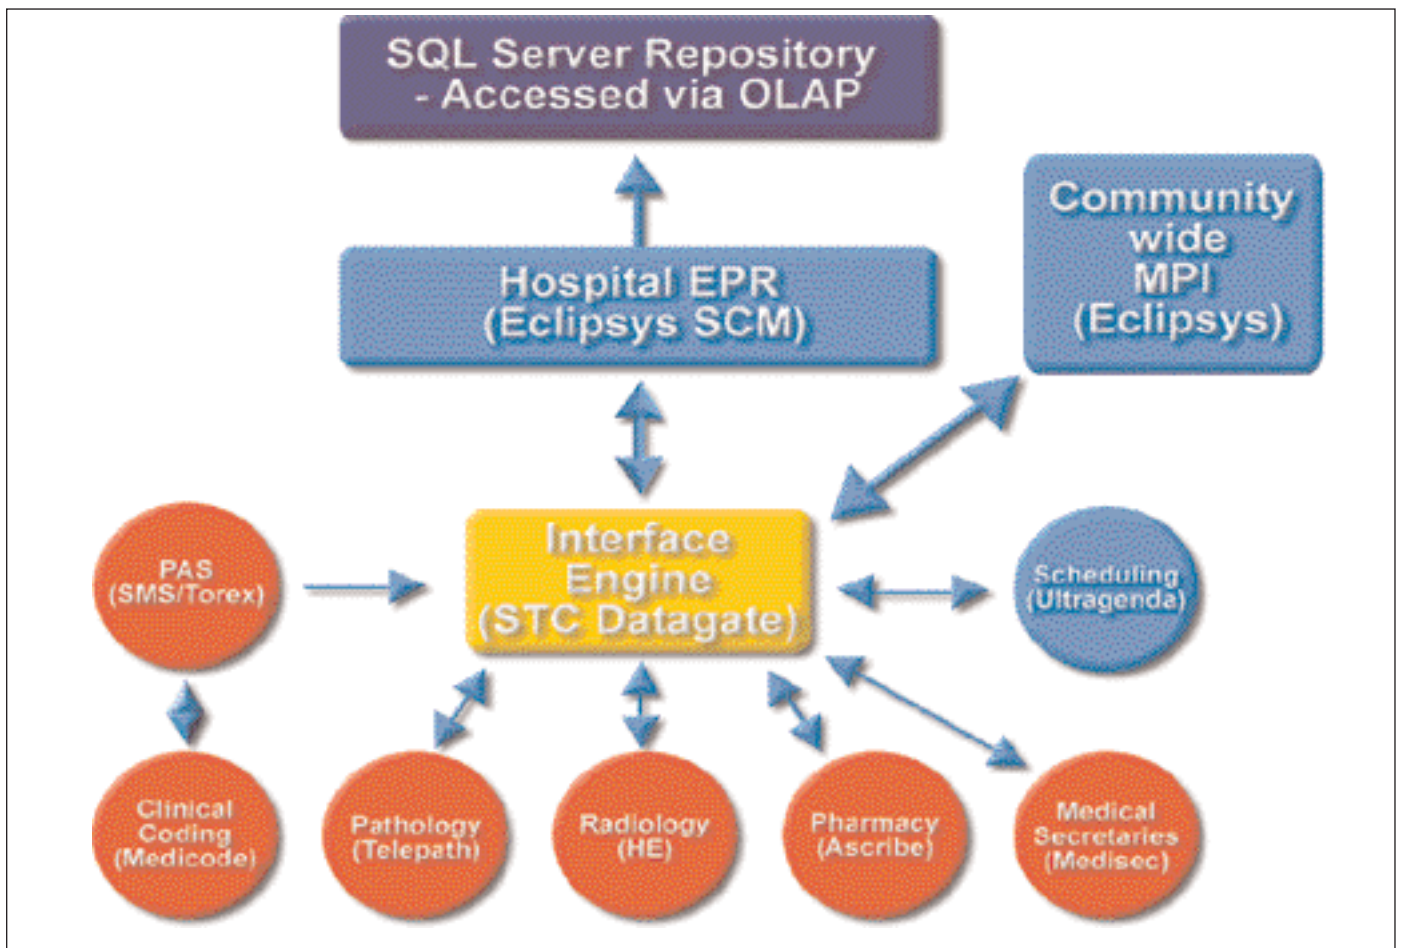 SQL Server Repository
- Accessed via OLAP
Community
wide
MPI
(Eclipsys)
Hospital EPR
(Eclipsys SCM)
Interface
Engine
(STC Datagate)
PAS
(SMS/Torex)
Scheduling
(Ultragenda)
Clinical
Coding
(Medicode)
Pathology
(Telepath)
Radiology
(HE)
Pharmacy
(Ascribe)
Medical
Secretaries
(Medisec)